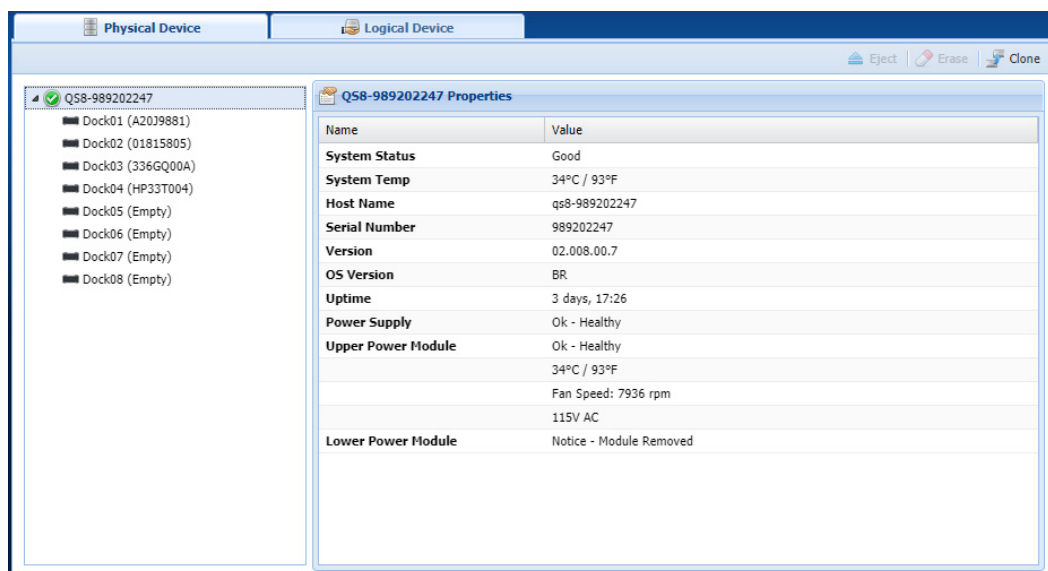 Physical Device
Logical Device
Eject
Erase
Clone
QS8-989202247
Dock01 (A20J9881)
Dock02 (01815805)
Dock03 (336GQ00A)
Dock04 (HP33T004)
Dock05 (Empty)
Dock06 (Empty)
Dock07 (Empty)
Dock08 (Empty)
QS8-989202247 Properties
Name Value
System Status Good
System Temp 34°C / 93°F
Host Name qs8-989202247
Serial Number 989202247
Version 02.008.00.7
OS Version BR
Uptime 3 days, 17:26
Power Supply Ok - Healthy
Upper Power Module Ok - Healthy
34°C / 93°F
Fan Speed: 7936 rpm
115V AC
Lower Power Module Notice - Module Removed